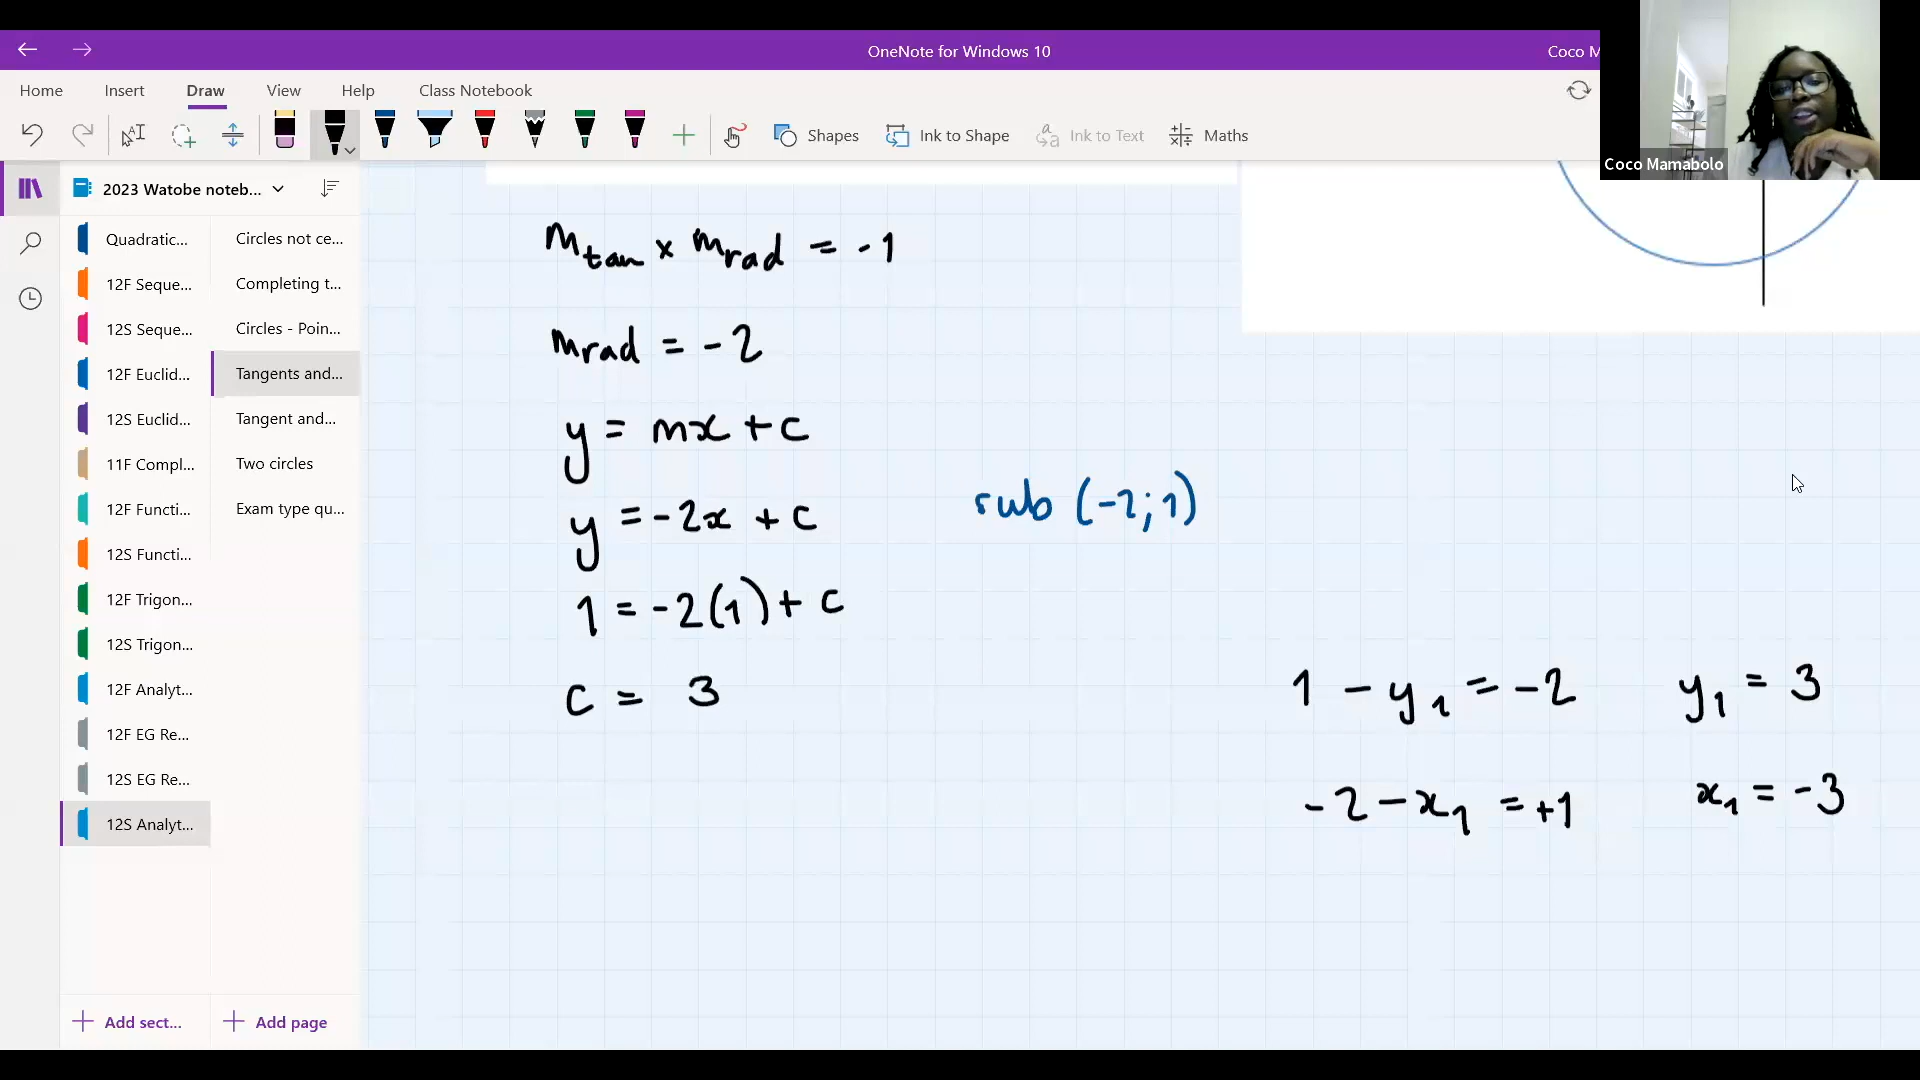 OneNote for Windows 10
Coco M
Home Insert Draw View Help Class Notebook
Shapes Ink to Shape Ink to Text Maths
Coco Mamabolo
2023 Watobe noteb...
Quadratic...
12F Seque...
12S Seque...
12F Euclid...
12S Euclid...
11F Compl...
12F Functi...
12S Functi...
12F Trigon...
12S Trigon...
12F Analyt...
12F EG Re...
12S EG Re...
12S Analyt...
Add sect...
Circles not ce...
Completing t...
Circles - Poin...
Tangents and...
Tangent and...
Two circles
Exam type qu...
Add page
m_tan × m_rad = -1
m_rad = -2
y = mx + c
y = -2x + c
sub (-2;1)
1 = -2(1) + c
c = 3
1 - y₁ = -2 y₁ = 3
-2 - x₁ = +1 x₁ = -3